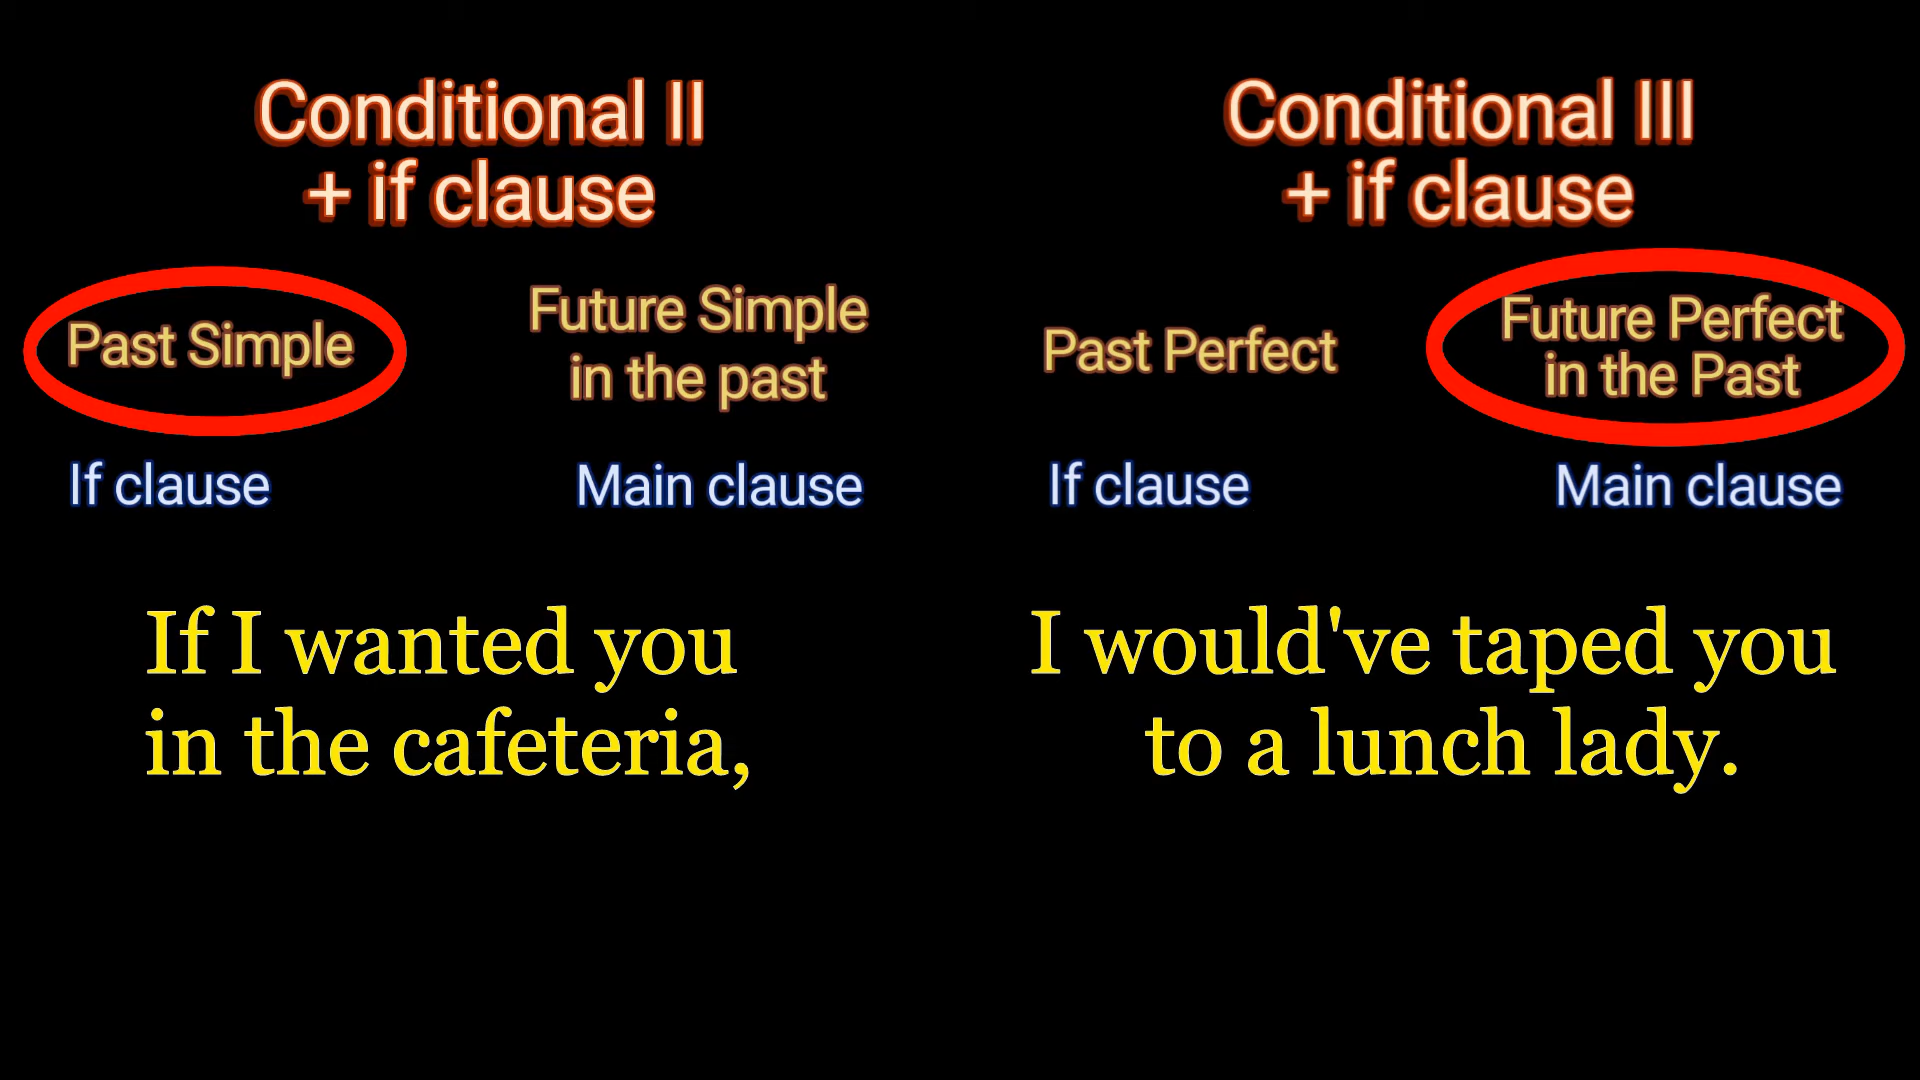 Conditional II
+ if clause
Past Simple
Future Simple
in the past
If clause
Main clause
If I wanted you
in the cafeteria,
Conditional III
+ if clause
Past Perfect
Future Perfect
in the Past
If clause
Main clause
I would've taped you
to a lunch lady.